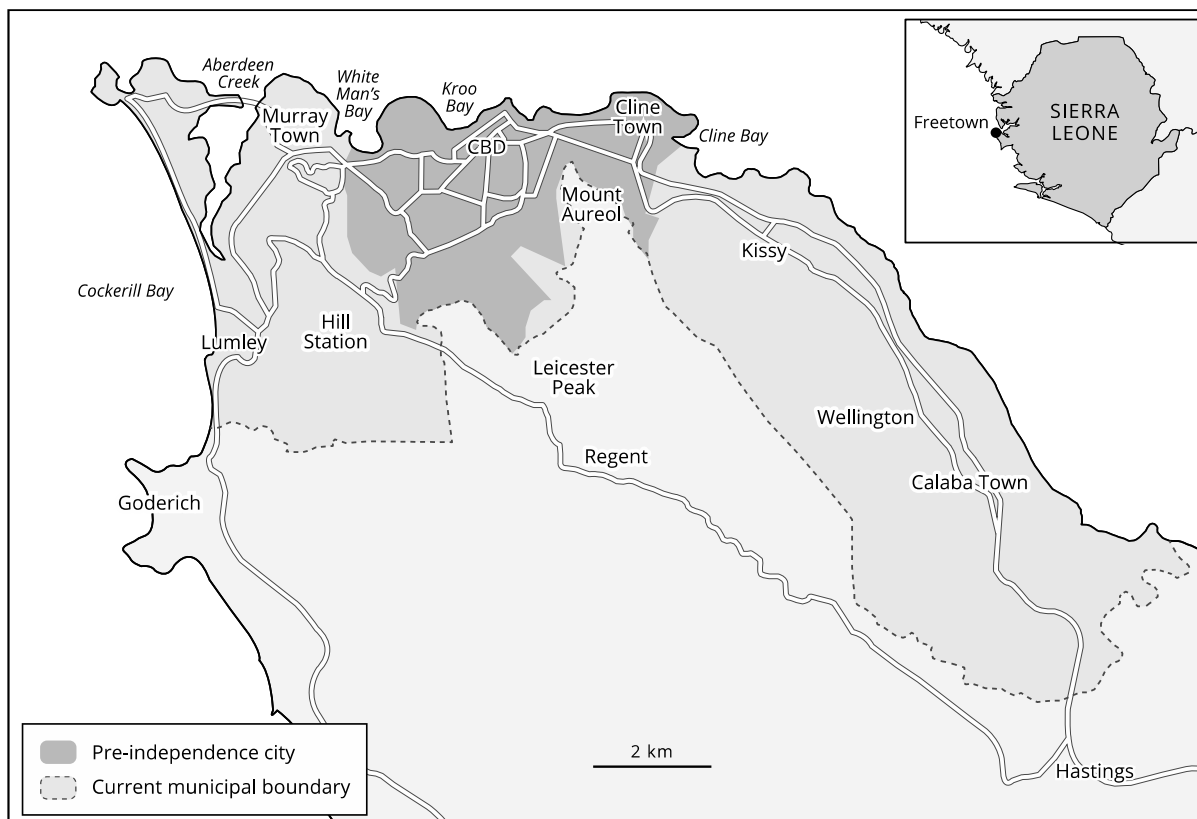 Aberdeen
Creek
White
Man's
Bay
Kroo
Bay
Murray
Town
CBD
Cline
Town
Cline Bay
Mount
Aureol
Kissy
Cockerill Bay
Lumley
Hill
Station
Leicester
Peak
Wellington
Regent
Calaba Town
Goderich
Hastings
Freetown
SIERRA
LEONE
Pre-independence city
Current municipal boundary
2 km